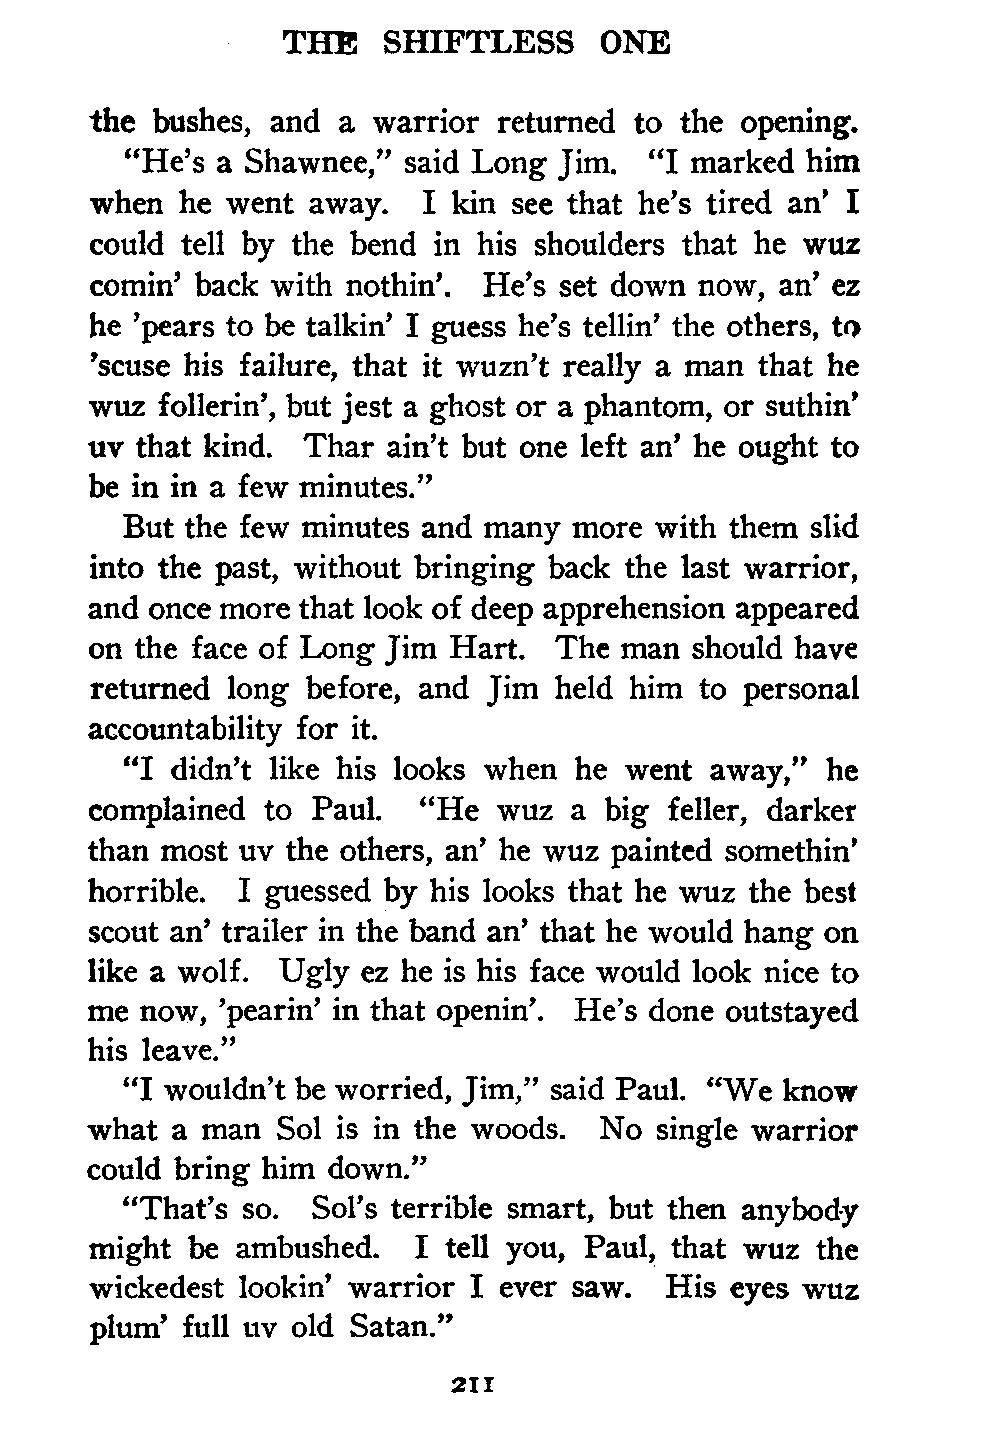 THE SHIFTLESS ONE
the bushes, and a warrior returned to the opening.
“He’s a Shawnee,” said Long Jim. “I marked him
when he went away. I kin see that he’s tired an’ I
could tell by the bend in his shoulders that he wuz
comin’ back with nothin’. He’s set down now, an’ ez
he ’pears to be talkin’ I guess he’s tellin’ the others, to
’scuse his failure, that it wuzn’t really a man that he
wuz follerin’, but jest a ghost or a phantom, or suthin’
uv that kind. Thar ain’t but one left an’ he ought to
be in in a few minutes.”
But the few minutes and many more with them slid
into the past, without bringing back the last warrior,
and once more that look of deep apprehension appeared
on the face of Long Jim Hart. The man should have
returned long before, and Jim held him to personal
accountability for it.
“I didn’t like his looks when he went away,” he
complained to Paul. “He wuz a big feller, darker
than most uv the others, an’ he wuz painted somethin’
horrible. I guessed by his looks that he wuz the best
scout an’ trailer in the band an’ that he would hang on
like a wolf. Ugly ez he is his face would look nice to
me now, ’pearin’ in that openin’. He’s done outstayed
his leave.”
“I wouldn’t be worried, Jim,” said Paul. “We know
what a man Sol is in the woods. No single warrior
could bring him down.”
“That’s so. Sol’s terrible smart, but then anybody
might be ambushed. I tell you, Paul, that wuz the
wickedest lookin’ warrior I ever saw. His eyes wuz
plum’ full uv old Satan.”
211